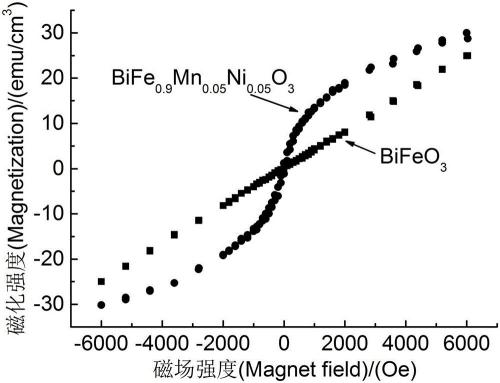 磁化强度(Magnetization)/(emu/cm³)
30
20
10
0
-10
-20
-30
BiFe₀.₉Mn₀.₀₅Ni₀.₀₅O₃
BiFeO₃
-6000 -4000 -2000 0 2000 4000 6000
磁场强度(Magnet field)/(Oe)